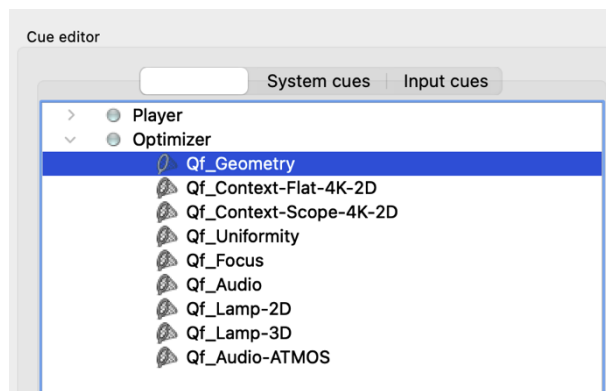 Cue editor
System cues Input cues
Player
Optimizer
Qf_Geometry
Qf_Context-Flat-4K-2D
Qf_Context-Scope-4K-2D
Qf_Uniformity
Qf_Focus
Qf_Audio
Qf_Lamp-2D
Qf_Lamp-3D
Qf_Audio-ATMOS